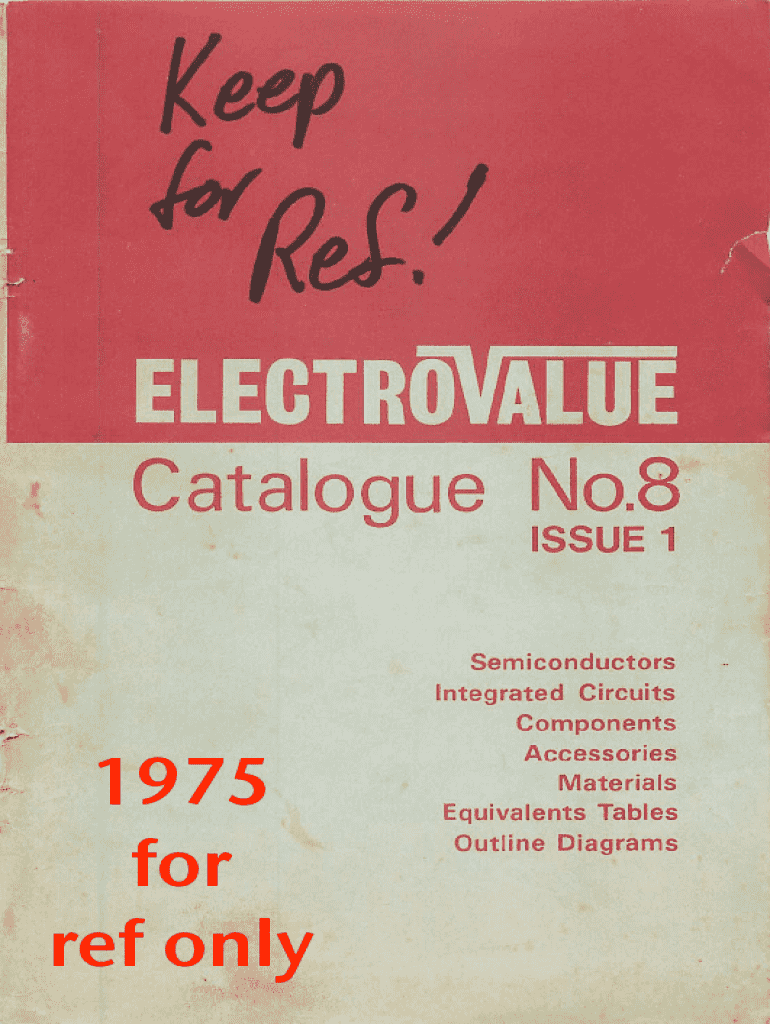 Keep
for
Ref.!
ELECTROVALUE
Catalogue No.8
ISSUE 1
Semiconductors
Integrated Circuits
Components
Accessories
Materials
Equivalents Tables
Outline Diagrams
1975
for
ref only